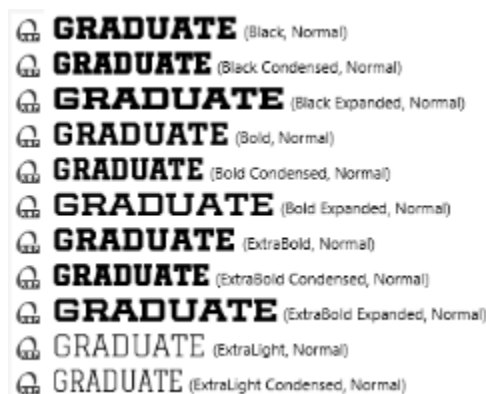 GRADUATE (Black, Normal)
GRADUATE (Black Condensed, Normal)
GRADUATE (Black Expanded, Normal)
GRADUATE (Bold, Normal)
GRADUATE (Bold Condensed, Normal)
GRADUATE (Bold Expanded, Normal)
GRADUATE (ExtraBold, Normal)
GRADUATE (ExtraBold Condensed, Normal)
GRADUATE (ExtraBold Expanded, Normal)
GRADUATE (ExtraLight, Normal)
GRADUATE (ExtraLight Condensed, Normal)